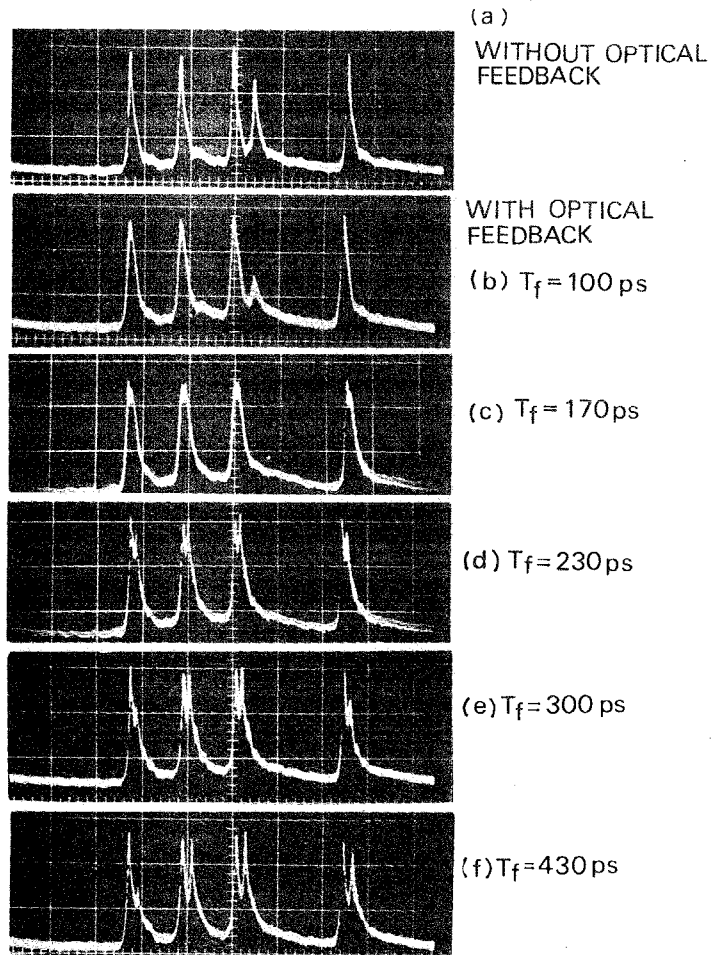 (a)
WITHOUT OPTICAL
FEEDBACK
WITH OPTICAL
FEEDBACK
(b) Tf = 100 ps
(c) Tf = 170 ps
(d) Tf = 230 ps
(e) Tf = 300 ps
(f) Tf = 430 ps